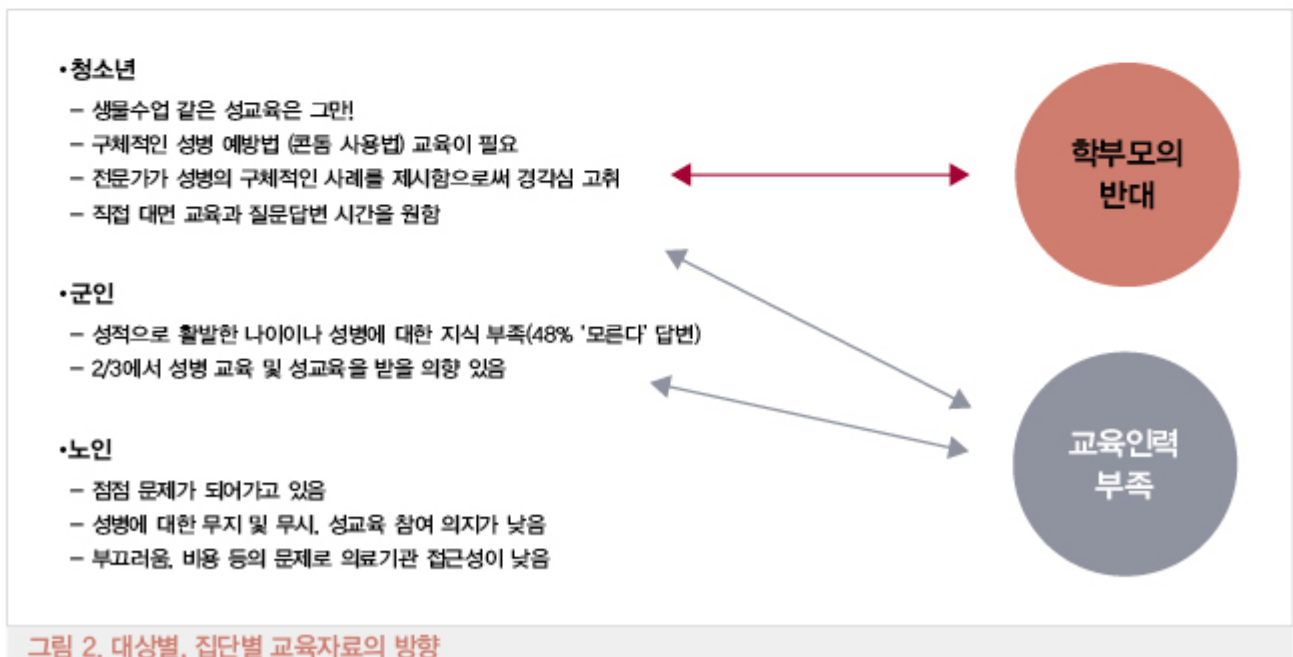 •청소년
– 생물수업 같은 성교육은 그만!
– 구체적인 성병 예방법 (콘돔 사용법) 교육이 필요
– 전문가가 성병의 구체적인 사례를 제시함으로써 경각심 고취
– 직접 대면 교육과 질문답변 시간을 원함
학부모의
반대
•군인
– 성적으로 활발한 나이이나 성병에 대한 지식 부족(48% '모른다' 답변)
– 2/3에서 성병 교육 및 성교육을 받을 의향 있음
•노인
– 점점 문제가 되어가고 있음
– 성병에 대한 무지 및 무시, 성교육 참여 의지가 낮음
– 부끄러움, 비용 등의 문제로 의료기관 접근성이 낮음
교육인력
부족
그림 2. 대상별, 집단별 교육자료의 방향